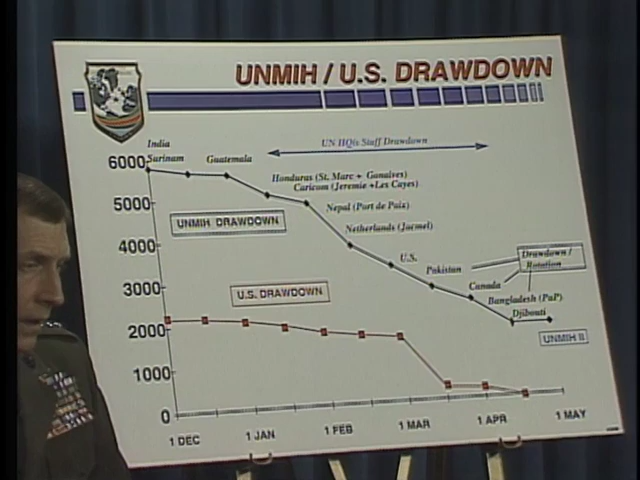 UNMIH / U.S. DRAWDOWN
India
Surinam
Guatemala
UN HQ's Staff Drawdown
Honduras (St. Marc + Gonaives)
Caricom (Jeremie +Les Cayes)
Nepal (Port de Paix)
Netherlands (Jacmel)
U.S.
Pakistan
Canada
Bangladesh (PaP)
Djibouti
Drawdown /
Rotation
UNMIH DRAWDOWN
U.S. DRAWDOWN
UNMIH II
6000
5000
4000
3000
2000
1000
0
1 DEC
1 JAN
1 FEB
1 MAR
1 APR
1 MAY